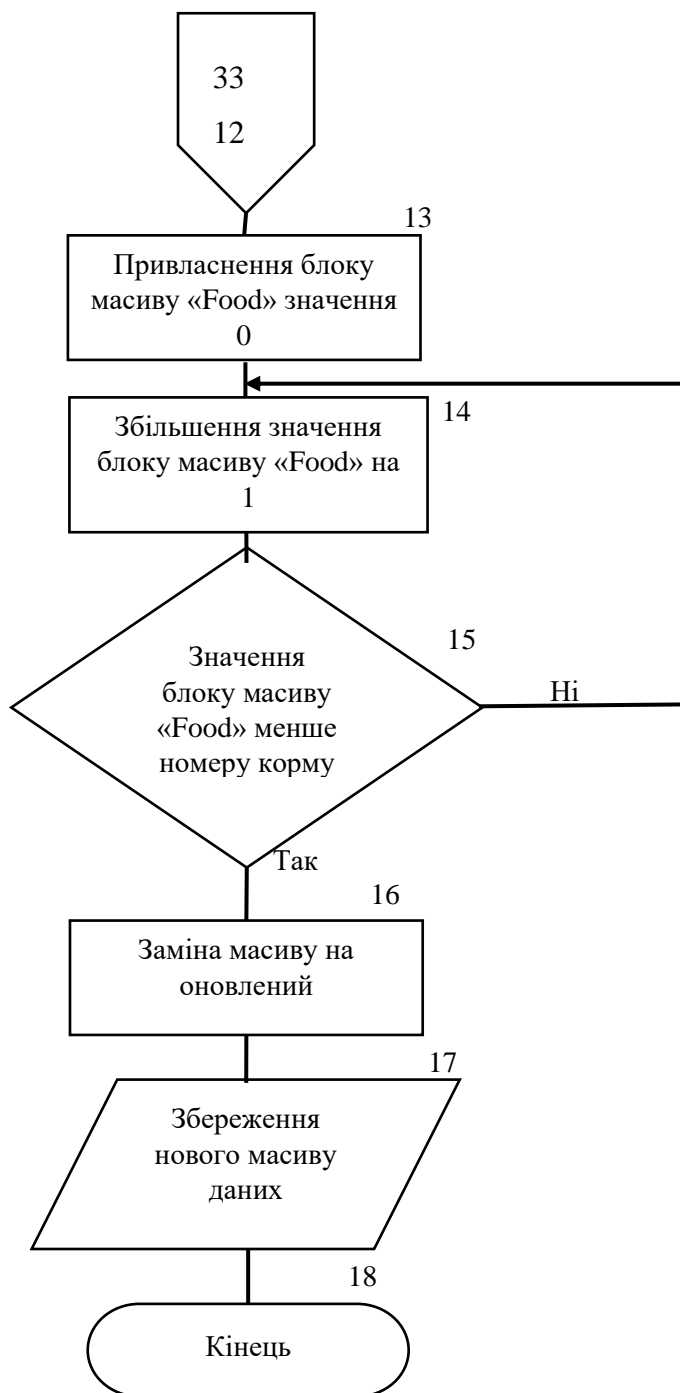 33
12
13
Привласнення блоку
масиву «Food» значення
0
14
Збільшення значення
блоку масиву «Food» на
1
15
Значення
блоку масиву
«Food» менше
номеру корму
Ні
Так
16
Заміна масиву на
оновлений
17
Збереження
нового масиву
даних
18
Кінець